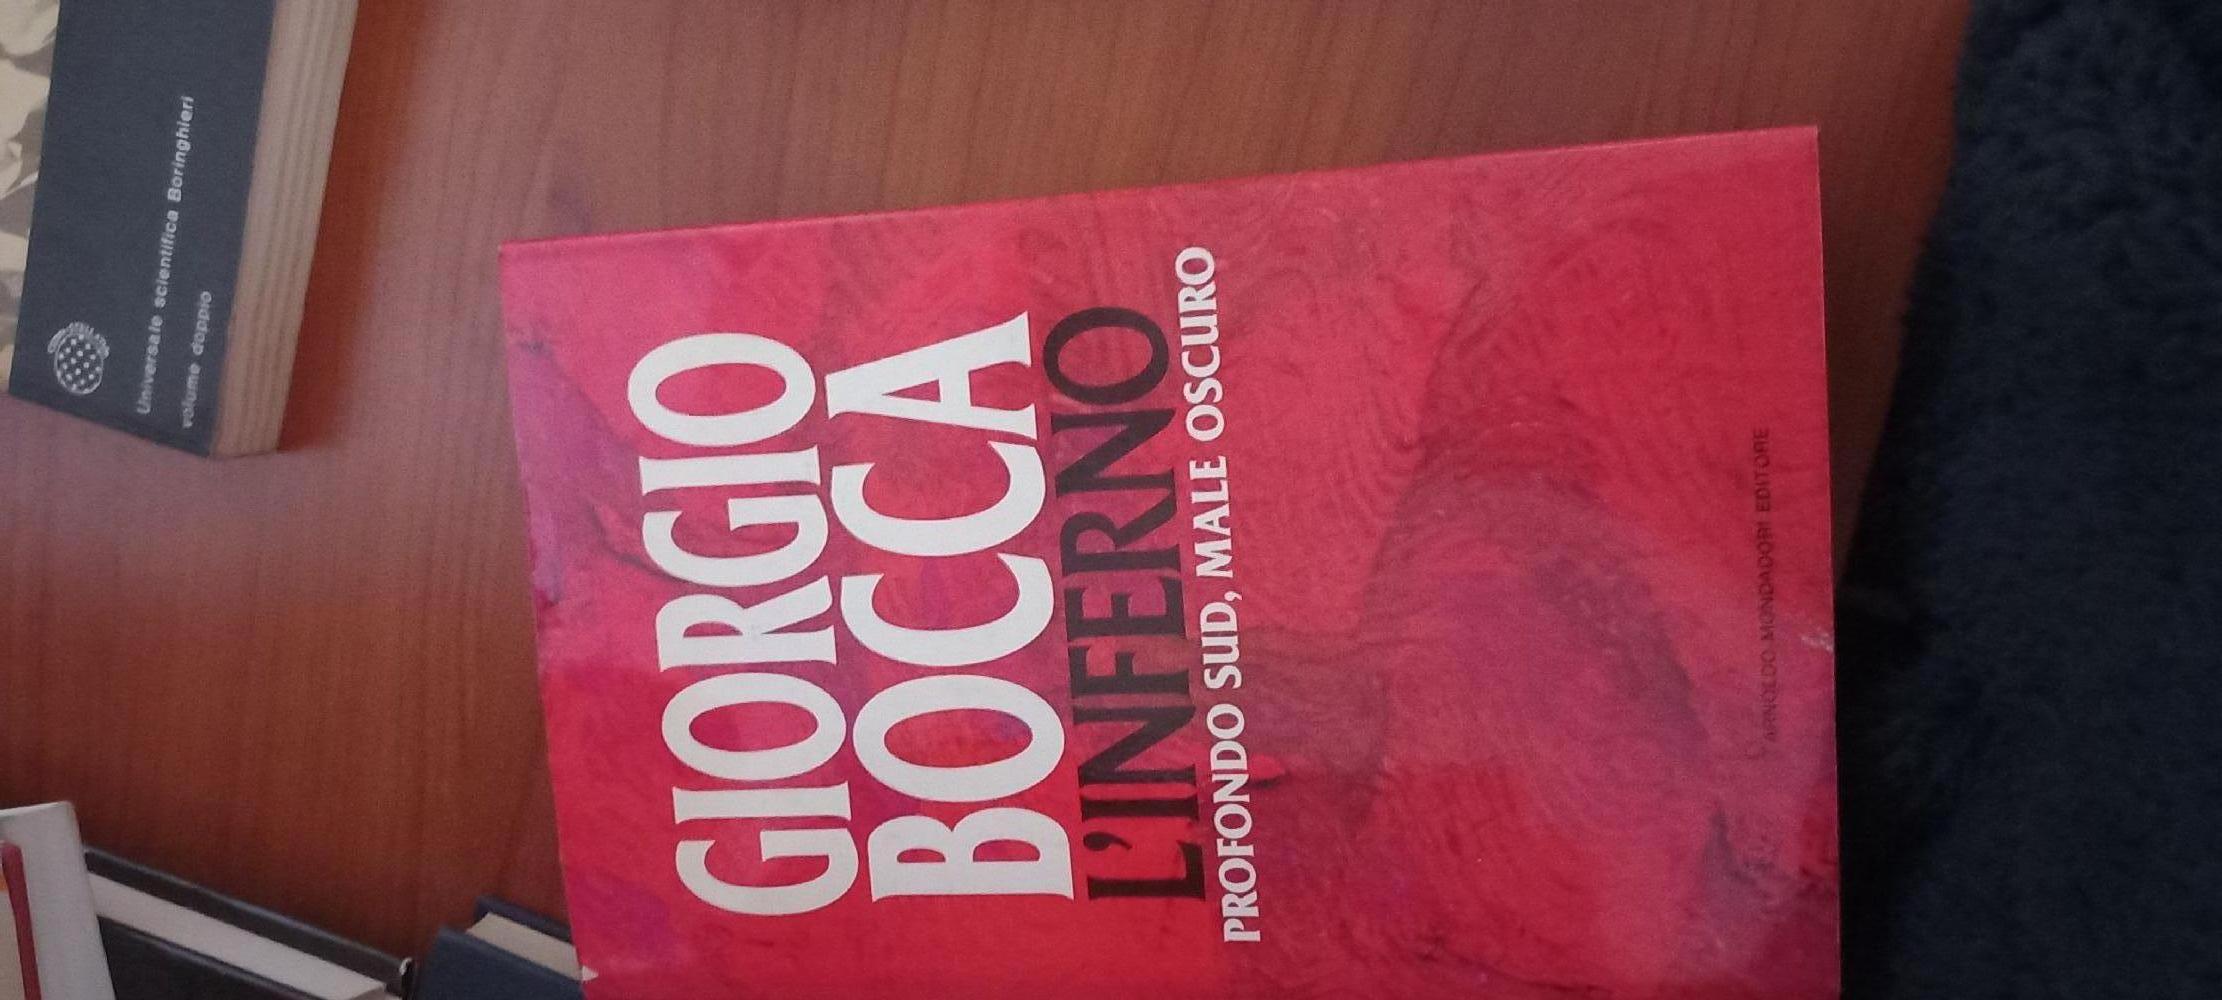 GIORGIO
BOCCA
L'INFERNO
PROFONDO SUD, MALE OSCURO
ARNOLDO MONDADORI EDITORE
Universale scientifica Boringhieri
volume doppio